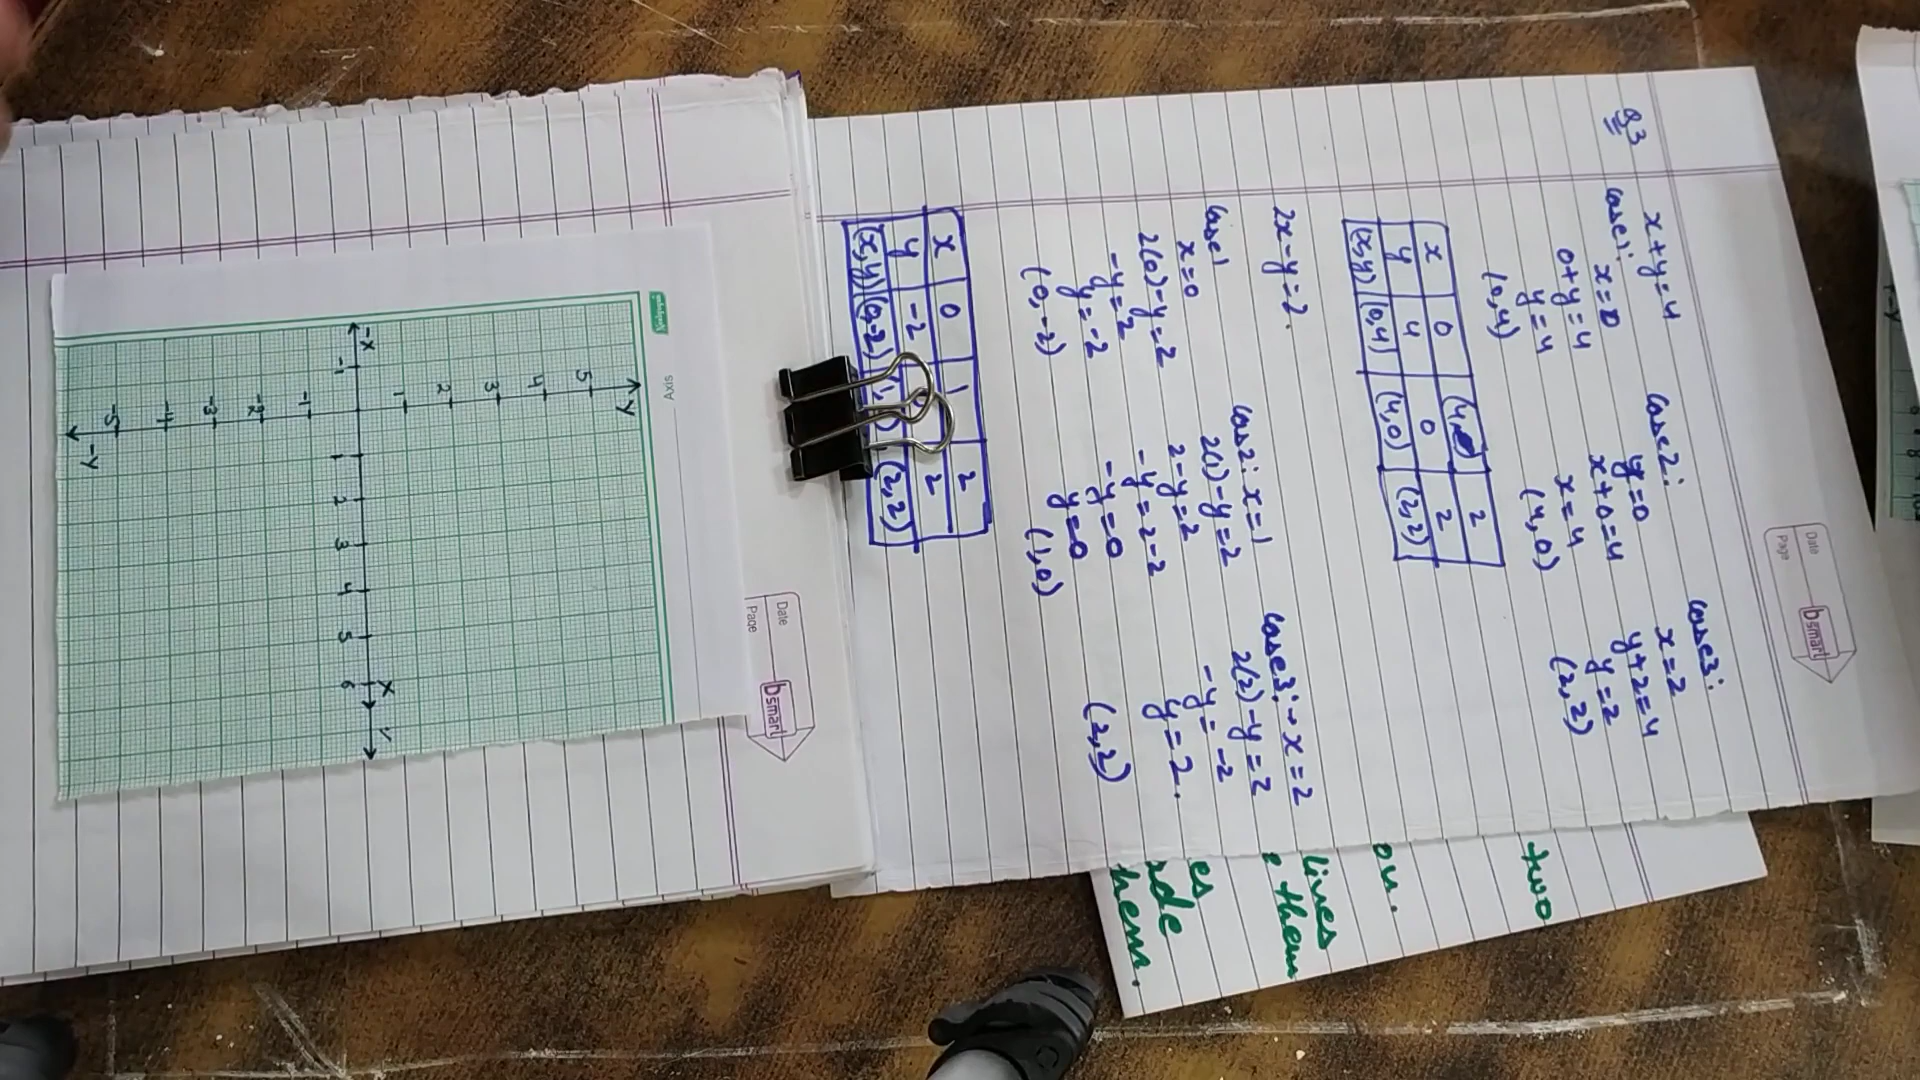 Date
Page
bsmart
Q3
x+y=4
case1:
x=0
0+y=4
y=4
(0,4)
case2:
y=0
x+0=4
x=4
(4,0)
case3:
x=2
y+2=4
y=2
(2,2)
x 0 2
y 4 0 2
(x,y) (0,4) (4,0) (2,2)
2x-y=2.
case1
x=0
2(0)-y=2
-y=2
y=-2
(0,-2)
case2: x=1
2(1)-y=2
2-y=2
-y=2-2
-y=0
y=0
(1,0)
case3:→ x=2
2(2)-y=2
-y=-2
y=2.
(2,2)
x 0 1 2
y -2 2
(x,y) (0,-2) (2,2)
two
ou.
lines
them
es
hem.
Date
Page
bsmart
Axis
y
5
4
3
2
1
-x -1 1 2 3 4 5 6 x
-1
-2
-3
-4
-5
-y